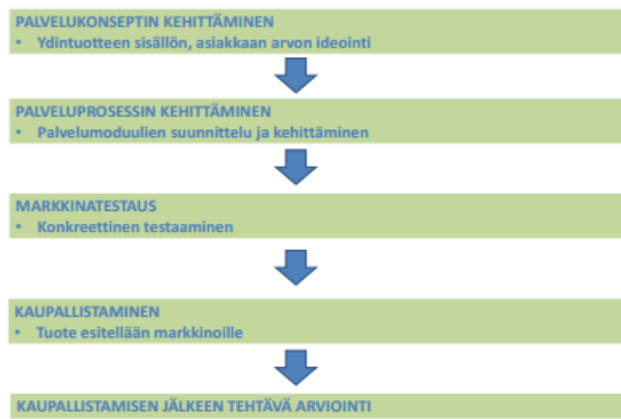 PALVELUKONSEPTIN KEHITTÄMINEN
• Ydintuotteen sisällön, asiakkaan arvon ideointi
PALVELUPROSESSIN KEHITTÄMINEN
• Palvelumoduulien suunnittelu ja kehittäminen
MARKKINATESTAUS
• Konkreettinen testaaminen
KAUPALLISTAMINEN
• Tuote esitellään markkinoille
KAUPALLISTAMISEN JÄLKEEN TEHTÄVÄ ARVIOINTI